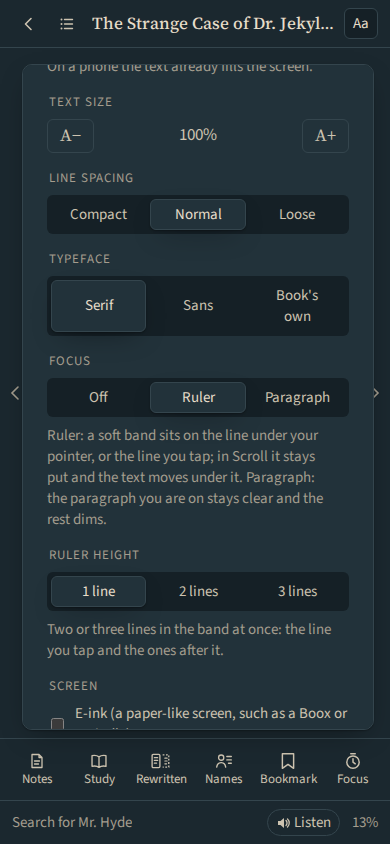 The Strange Case of Dr. Jekyl... Aa
On a phone the text already fills the screen.
TEXT SIZE
A− 100% A+
LINE SPACING
Compact Normal Loose
TYPEFACE
Serif Sans Book's own
FOCUS
Off Ruler Paragraph
Ruler: a soft band sits on the line under your
pointer, or the line you tap; in Scroll it stays
put and the text moves under it. Paragraph:
the paragraph you are on stays clear and the
rest dims.
RULER HEIGHT
1 line 2 lines 3 lines
Two or three lines in the band at once: the line
you tap and the ones after it.
SCREEN
E-ink (a paper-like screen, such as a Boox or
Notes Study Rewritten Names Bookmark Focus
Search for Mr. Hyde Listen 13%